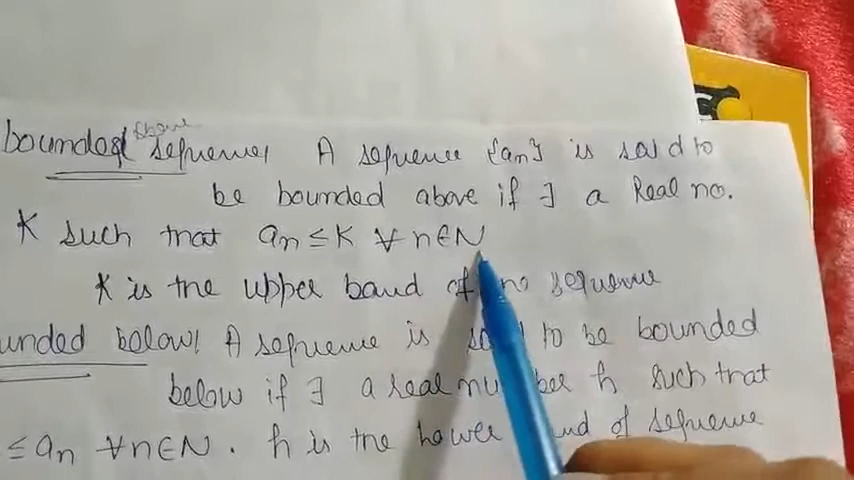 above
bounded sequence! A sequence {an} is said to
be bounded above if ∃ a Real no.
K such that an ≤ K ∀ n∈N
K is the upper band of sequence
unded below! A sequence is to be bounded
below if ∃ a real number h such that
≤ an ∀n∈N. h is the Lower of sequence